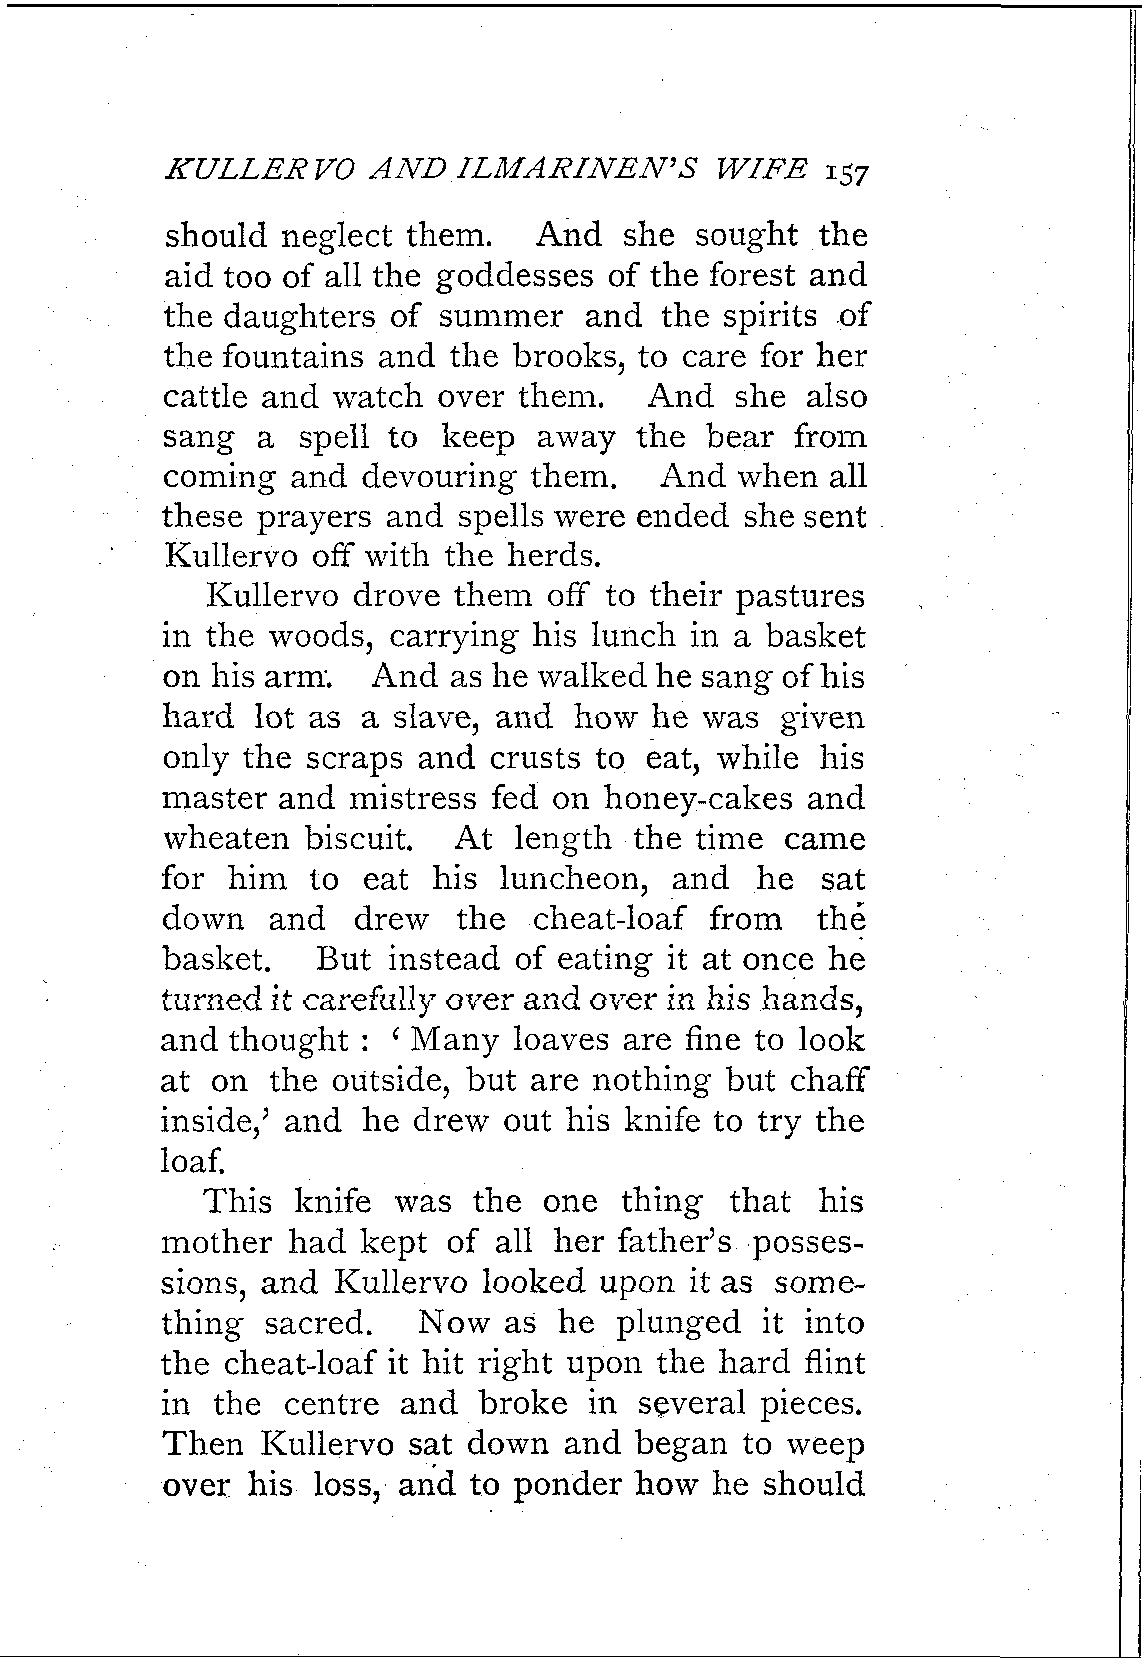 KULLERVO AND ILMARINEN'S WIFE 157
should neglect them. And she sought the
aid too of all the goddesses of the forest and
the daughters of summer and the spirits of
the fountains and the brooks, to care for her
cattle and watch over them. And she also
sang a spell to keep away the bear from
coming and devouring them. And when all
these prayers and spells were ended she sent
Kullervo off with the herds.
Kullervo drove them off to their pastures
in the woods, carrying his lunch in a basket
on his arm. And as he walked he sang of his
hard lot as a slave, and how he was given
only the scraps and crusts to eat, while his
master and mistress fed on honey-cakes and
wheaten biscuit. At length the time came
for him to eat his luncheon, and he sat
down and drew the cheat-loaf from the
basket. But instead of eating it at once he
turned it carefully over and over in his hands,
and thought : ' Many loaves are fine to look
at on the outside, but are nothing but chaff
inside,' and he drew out his knife to try the
loaf.
This knife was the one thing that his
mother had kept of all her father's posses-
sions, and Kullervo looked upon it as some-
thing sacred. Now as he plunged it into
the cheat-loaf it hit right upon the hard flint
in the centre and broke in several pieces.
Then Kullervo sat down and began to weep
over his loss, and to ponder how he should